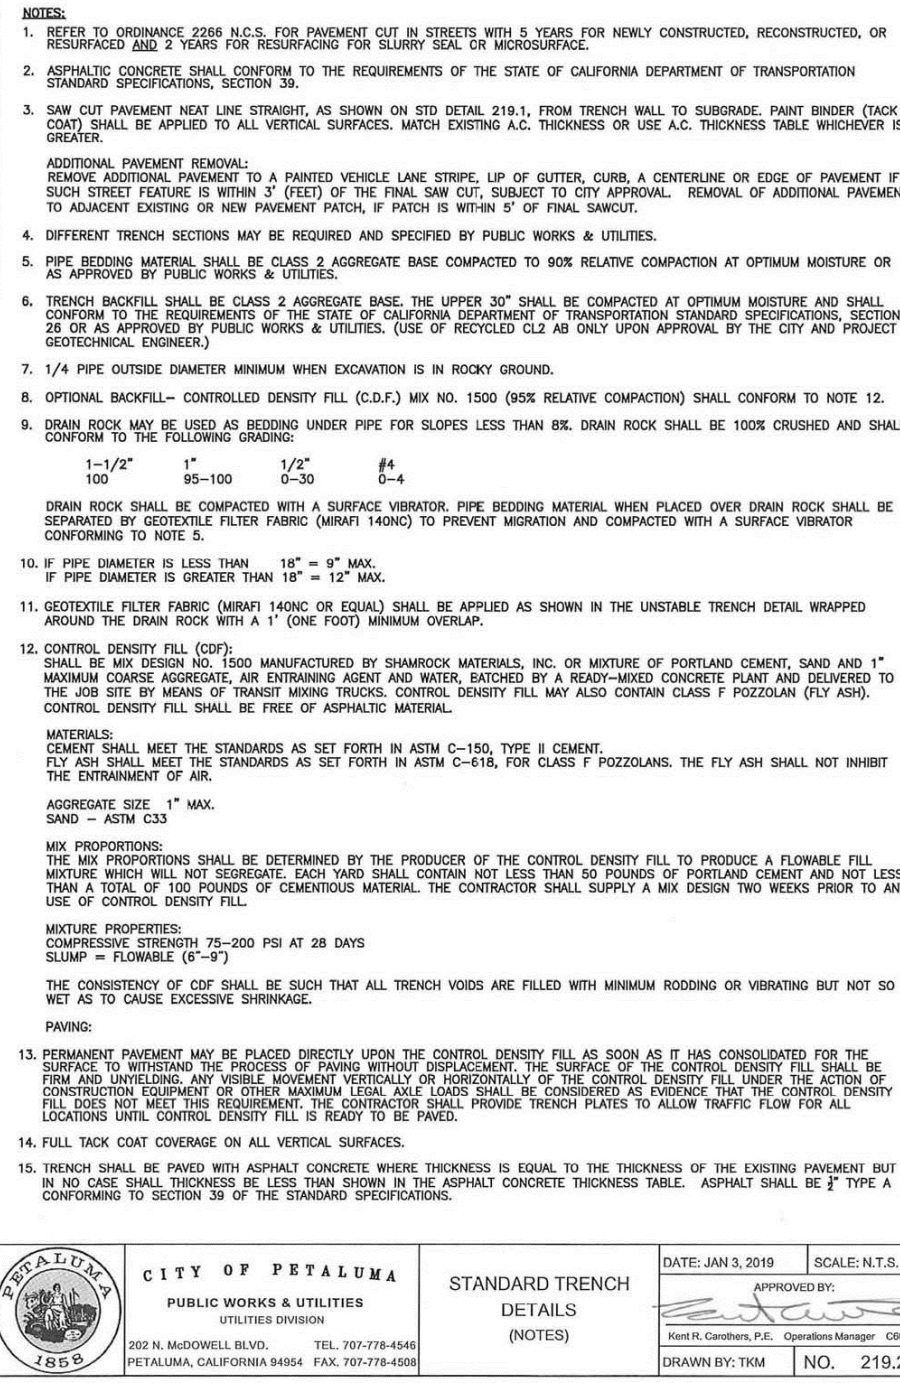 NOTES:
1. REFER TO ORDINANCE 2266 N.C.S. FOR PAVEMENT CUT IN STREETS WITH 5 YEARS FOR NEWLY CONSTRUCTED, RECONSTRUCTED, OR
RESURFACED AND 2 YEARS FOR RESURFACING FOR SLURRY SEAL OR MICROSURFACE.
2. ASPHALTIC CONCRETE SHALL CONFORM TO THE REQUIREMENTS OF THE STATE OF CALIFORNIA DEPARTMENT OF TRANSPORTATION
STANDARD SPECIFICATIONS, SECTION 39.
3. SAW CUT PAVEMENT NEAT LINE STRAIGHT, AS SHOWN ON STD DETAIL 219.1, FROM TRENCH WALL TO SUBGRADE. PAINT BINDER (TACK
COAT) SHALL BE APPLIED TO ALL VERTICAL SURFACES. MATCH EXISTING A.C. THICKNESS OR USE A.C. THICKNESS TABLE WHICHEVER IS
GREATER.
ADDITIONAL PAVEMENT REMOVAL:
REMOVE ADDITIONAL PAVEMENT TO A PAINTED VEHICLE LANE STRIPE, LIP OF GUTTER, CURB, A CENTERLINE OR EDGE OF PAVEMENT IF
SUCH STREET FEATURE IS WITHIN 3' (FEET) OF THE FINAL SAW CUT, SUBJECT TO CITY APPROVAL. REMOVAL OF ADDITIONAL PAVEMEN
TO ADJACENT EXISTING OR NEW PAVEMENT PATCH, IF PATCH IS WITHIN 5' OF FINAL SAWCUT.
4. DIFFERENT TRENCH SECTIONS MAY BE REQUIRED AND SPECIFIED BY PUBLIC WORKS & UTILITIES.
5. PIPE BEDDING MATERIAL SHALL BE CLASS 2 AGGREGATE BASE COMPACTED TO 90% RELATIVE COMPACTION AT OPTIMUM MOISTURE OR
AS APPROVED BY PUBLIC WORKS & UTILITIES.
6. TRENCH BACKFILL SHALL BE CLASS 2 AGGREGATE BASE. THE UPPER 30" SHALL BE COMPACTED AT OPTIMUM MOISTURE AND SHALL
CONFORM TO THE REQUIREMENTS OF THE STATE OF CALIFORNIA DEPARTMENT OF TRANSPORTATION STANDARD SPECIFICATIONS, SECTION
26 OR AS APPROVED BY PUBLIC WORKS & UTILITIES. (USE OF RECYCLED CL2 AB ONLY UPON APPROVAL BY THE CITY AND PROJECT
GEOTECHNICAL ENGINEER.)
7. 1/4 PIPE OUTSIDE DIAMETER MINIMUM WHEN EXCAVATION IS IN ROCKY GROUND.
8. OPTIONAL BACKFILL- CONTROLLED DENSITY FILL (C.D.F.) MIX NO. 1500 (95% RELATIVE COMPACTION) SHALL CONFORM TO NOTE 12.
9. DRAIN ROCK MAY BE USED AS BEDDING UNDER PIPE FOR SLOPES LESS THAN 8%. DRAIN ROCK SHALL BE 100% CRUSHED AND SHAL
CONFORM TO THE FOLLOWING GRADING:
1-1/2" 1" 1/2" #4
100 95-100 0-30 0-4
DRAIN ROCK SHALL BE COMPACTED WITH A SURFACE VIBRATOR. PIPE BEDDING MATERIAL WHEN PLACED OVER DRAIN ROCK SHALL BE
SEPARATED BY GEOTEXTILE FILTER FABRIC (MIRAFI 140NC) TO PREVENT MIGRATION AND COMPACTED WITH A SURFACE VIBRATOR
CONFORMING TO NOTE 5.
10. IF PIPE DIAMETER IS LESS THAN 18" = 9" MAX.
IF PIPE DIAMETER IS GREATER THAN 18" = 12" MAX.
11. GEOTEXTILE FILTER FABRIC (MIRAFI 140NC OR EQUAL) SHALL BE APPLIED AS SHOWN IN THE UNSTABLE TRENCH DETAIL WRAPPED
AROUND THE DRAIN ROCK WITH A 1' (ONE FOOT) MINIMUM OVERLAP.
12. CONTROL DENSITY FILL (CDF):
SHALL BE MIX DESIGN NO. 1500 MANUFACTURED BY SHAMROCK MATERIALS, INC. OR MIXTURE OF PORTLAND CEMENT, SAND AND 1"
MAXIMUM COARSE AGGREGATE, AIR ENTRAINING AGENT AND WATER, BATCHED BY A READY-MIXED CONCRETE PLANT AND DELIVERED TO
THE JOB SITE BY MEANS OF TRANSIT MIXING TRUCKS. CONTROL DENSITY FILL MAY ALSO CONTAIN CLASS F POZZOLAN (FLY ASH).
CONTROL DENSITY FILL SHALL BE FREE OF ASPHALTIC MATERIAL.
MATERIALS:
CEMENT SHALL MEET THE STANDARDS AS SET FORTH IN ASTM C-150, TYPE II CEMENT.
FLY ASH SHALL MEET THE STANDARDS AS SET FORTH IN ASTM C-618, FOR CLASS F POZZOLANS. THE FLY ASH SHALL NOT INHIBIT
THE ENTRAINMENT OF AIR.
AGGREGATE SIZE 1" MAX.
SAND - ASTM C33
MIX PROPORTIONS:
THE MIX PROPORTIONS SHALL BE DETERMINED BY THE PRODUCER OF THE CONTROL DENSITY FILL TO PRODUCE A FLOWABLE FILL
MIXTURE WHICH WILL NOT SEGREGATE. EACH YARD SHALL CONTAIN NOT LESS THAN 50 POUNDS OF PORTLAND CEMENT AND NOT LESS
THAN A TOTAL OF 100 POUNDS OF CEMENTIOUS MATERIAL. THE CONTRACTOR SHALL SUPPLY A MIX DESIGN TWO WEEKS PRIOR TO AN
USE OF CONTROL DENSITY FILL.
MIXTURE PROPERTIES:
COMPRESSIVE STRENGTH 75-200 PSI AT 28 DAYS
SLUMP = FLOWABLE (6"-9")
THE CONSISTENCY OF CDF SHALL BE SUCH THAT ALL TRENCH VOIDS ARE FILLED WITH MINIMUM RODDING OR VIBRATING BUT NOT SO
WET AS TO CAUSE EXCESSIVE SHRINKAGE.
PAVING:
13. PERMANENT PAVEMENT MAY BE PLACED DIRECTLY UPON THE CONTROL DENSITY FILL AS SOON AS IT HAS CONSOLIDATED FOR THE
SURFACE TO WITHSTAND THE PROCESS OF PAVING WITHOUT DISPLACEMENT. THE SURFACE OF THE CONTROL DENSITY FILL SHALL BE
FIRM AND UNYIELDING. ANY VISIBLE MOVEMENT VERTICALLY OR HORIZONTALLY OF THE CONTROL DENSITY FILL UNDER THE ACTION OF
CONSTRUCTION EQUIPMENT OR OTHER MAXIMUM LEGAL AXLE LOADS SHALL BE CONSIDERED AS EVIDENCE THAT THE CONTROL DENSITY
FILL DOES NOT MEET THIS REQUIREMENT. THE CONTRACTOR SHALL PROVIDE TRENCH PLATES TO ALLOW TRAFFIC FLOW FOR ALL
LOCATIONS UNTIL CONTROL DENSITY FILL IS READY TO BE PAVED.
14. FULL TACK COAT COVERAGE ON ALL VERTICAL SURFACES.
15. TRENCH SHALL BE PAVED WITH ASPHALT CONCRETE WHERE THICKNESS IS EQUAL TO THE THICKNESS OF THE EXISTING PAVEMENT BUT
IN NO CASE SHALL THICKNESS BE LESS THAN SHOWN IN THE ASPHALT CONCRETE THICKNESS TABLE. ASPHALT SHALL BE ½" TYPE A
CONFORMING TO SECTION 39 OF THE STANDARD SPECIFICATIONS.
PETALUMA
1858
CITY OF PETALUMA
PUBLIC WORKS & UTILITIES
UTILITIES DIVISION
202 N. McDOWELL BLVD. TEL. 707-778-4546
PETALUMA, CALIFORNIA 94954 FAX. 707-778-4508
STANDARD TRENCH
DETAILS
(NOTES)
DATE: JAN 3, 2019 SCALE: N.T.S.
APPROVED BY:
Kent R. Carothers, P.E. Operations Manager C6
DRAWN BY: TKM NO. 219.2